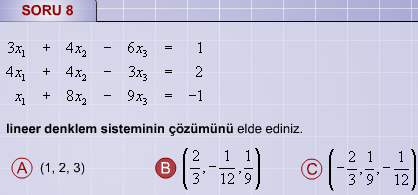 SORU 8
3x₁ + 4x₂ - 6x₃ = 1
4x₁ + 4x₂ - 3x₃ = 2
x₁ + 8x₂ - 9x₃ = -1
lineer denklem sisteminin çözümünü elde ediniz.
A (1, 2, 3) B (2/3, -1/12, 1/9) C (-2/3, 1/9, -1/12)